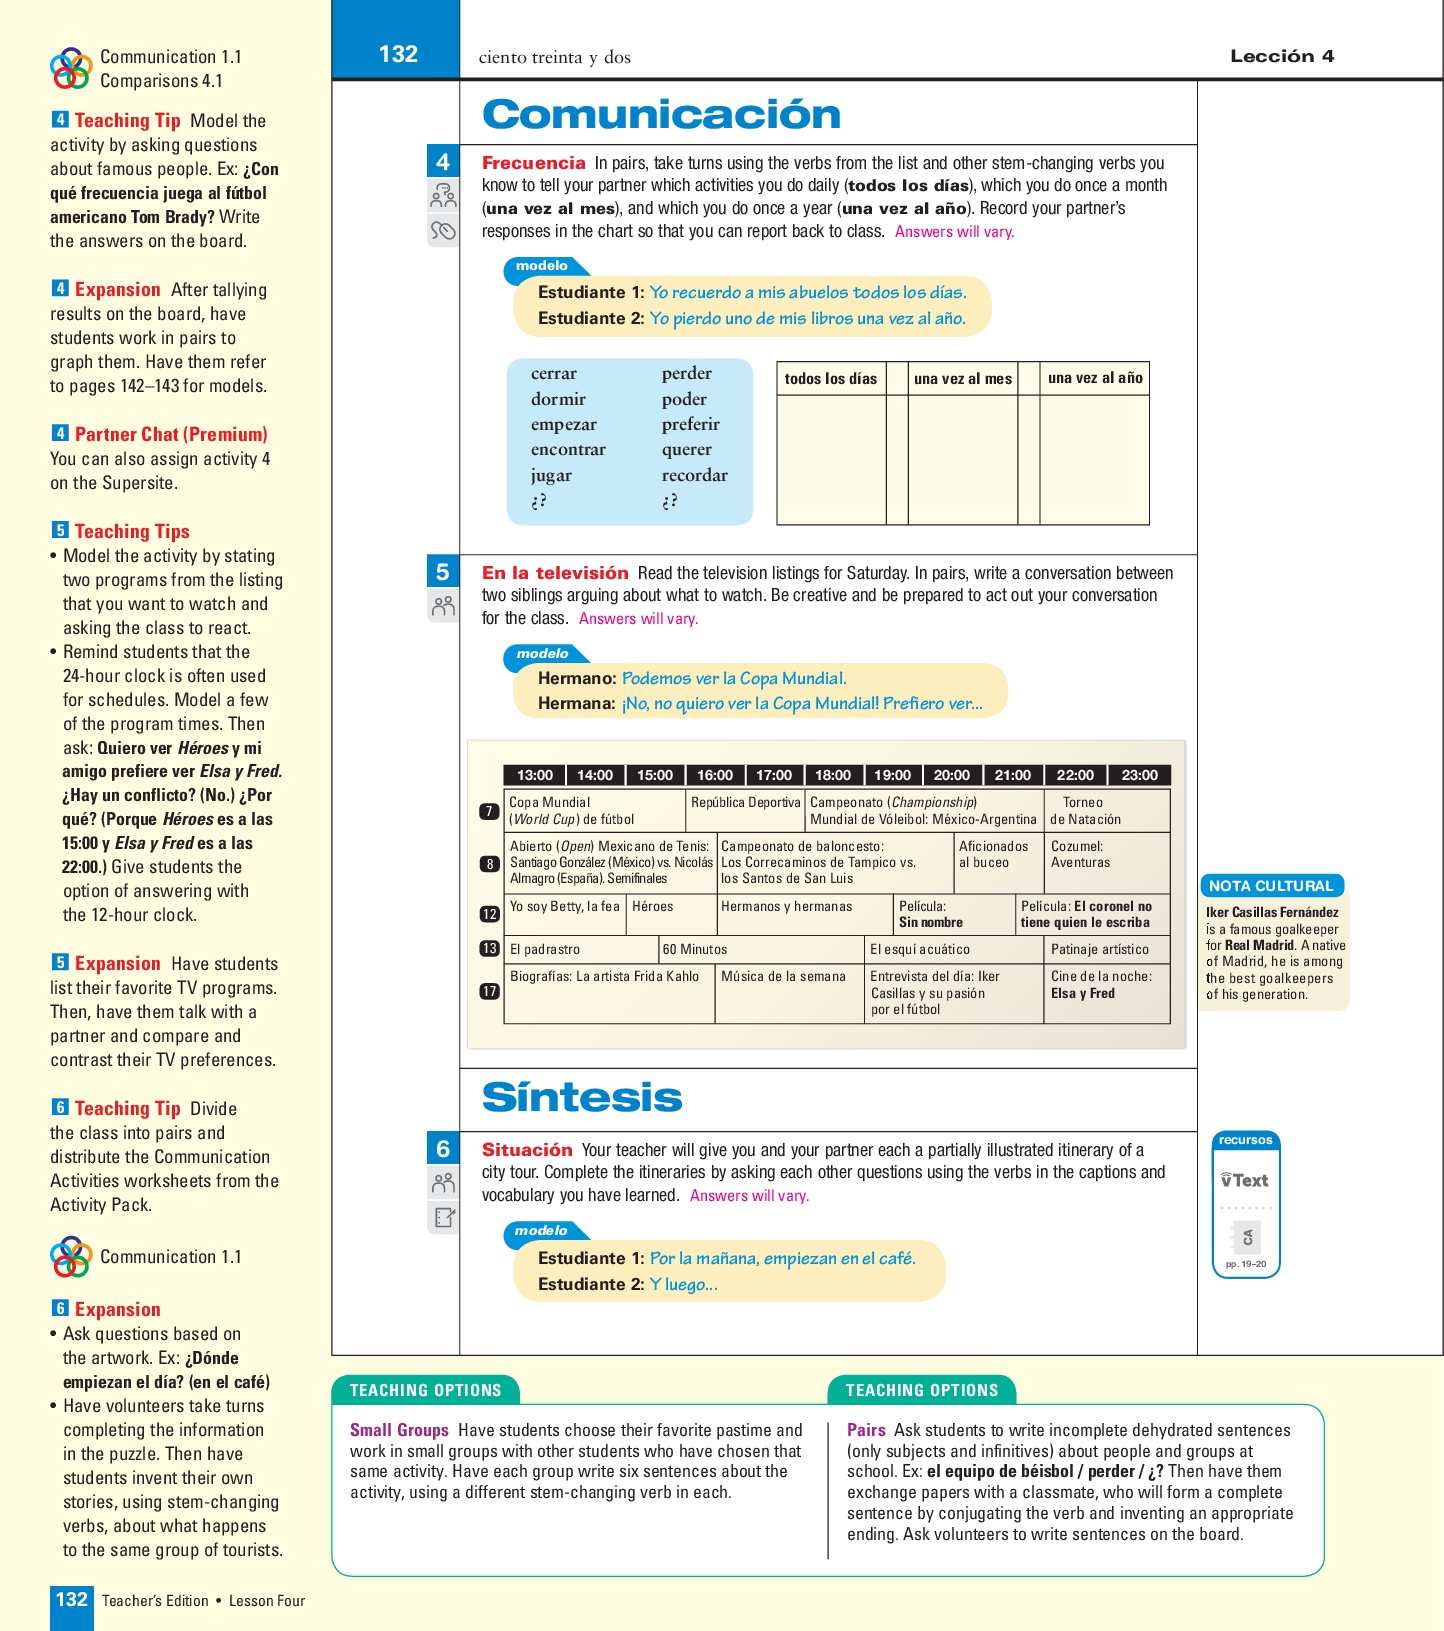 Communication 1.1
Comparisons 4.1
4 Teaching Tip Model the
activity by asking questions
about famous people. Ex: ¿Con
qué frecuencia juega al fútbol
americano Tom Brady? Write
the answers on the board.
4 Expansion After tallying
results on the board, have
students work in pairs to
graph them. Have them refer
to pages 142–143 for models.
4 Partner Chat (Premium)
You can also assign activity 4
on the Supersite.
5 Teaching Tips
• Model the activity by stating
two programs from the listing
that you want to watch and
asking the class to react.
• Remind students that the
24-hour clock is often used
for schedules. Model a few
of the program times. Then
ask: Quiero ver Héroes y mi
amigo prefiere ver Elsa y Fred.
¿Hay un conflicto? (No.) ¿Por
qué? (Porque Héroes es a las
15:00 y Elsa y Fred es a las
22:00.) Give students the
option of answering with
the 12-hour clock.
5 Expansion Have students
list their favorite TV programs.
Then, have them talk with a
partner and compare and
contrast their TV preferences.
6 Teaching Tip Divide
the class into pairs and
distribute the Communication
Activities worksheets from the
Activity Pack.
Communication 1.1
6 Expansion
• Ask questions based on
the artwork. Ex: ¿Dónde
empiezan el día? (en el café)
• Have volunteers take turns
completing the information
in the puzzle. Then have
students invent their own
stories, using stem-changing
verbs, about what happens
to the same group of tourists.
132 ciento treinta y dos Lección 4
Comunicación
4 Frecuencia In pairs, take turns using the verbs from the list and other stem-changing verbs you
know to tell your partner which activities you do daily (todos los días), which you do once a month
(una vez al mes), and which you do once a year (una vez al año). Record your partner's
responses in the chart so that you can report back to class. Answers will vary.
modelo
Estudiante 1: Yo recuerdo a mis abuelos todos los días.
Estudiante 2: Yo pierdo uno de mis libros una vez al año.
cerrar perder
dormir poder
empezar preferir
encontrar querer
jugar recordar
¿? ¿?
todos los días una vez al mes una vez al año
5 En la televisión Read the television listings for Saturday. In pairs, write a conversation between
two siblings arguing about what to watch. Be creative and be prepared to act out your conversation
for the class. Answers will vary.
modelo
Hermano: Podemos ver la Copa Mundial.
Hermana: ¡No, no quiero ver la Copa Mundial! Prefiero ver...
13:00 14:00 15:00 16:00 17:00 18:00 19:00 20:00 21:00 22:00 23:00
7
Copa Mundial
(World Cup) de fútbol
República Deportiva
Campeonato (Championship)
Mundial de Vóleibol: México-Argentina
Torneo
de Natación
8
Abierto (Open) Mexicano de Tenis:
Santiago González (México) vs. Nicolás
Almagro (España). Semifinales
Campeonato de baloncesto:
Los Correcaminos de Tampico vs.
los Santos de San Luis
Aficionados
al buceo
Cozumel:
Aventuras
12
Yo soy Betty, la fea
Héroes
Hermanos y hermanas
Película:
Sin nombre
Película: El coronel no
tiene quien le escriba
13
El padrastro
60 Minutos
El esquí acuático
Patinaje artístico
17
Biografías: La artista Frida Kahlo
Música de la semana
Entrevista del día: Iker
Casillas y su pasión
por el fútbol
Cine de la noche:
Elsa y Fred
NOTA CULTURAL
Iker Casillas Fernández
is a famous goalkeeper
for Real Madrid. A native
of Madrid, he is among
the best goalkeepers
of his generation.
Síntesis
6 Situación Your teacher will give you and your partner each a partially illustrated itinerary of a
city tour. Complete the itineraries by asking each other questions using the verbs in the captions and
vocabulary you have learned. Answers will vary.
modelo
Estudiante 1: Por la mañana, empiezan en el café.
Estudiante 2: Y luego...
recursos
vText
CA
pp. 19–20
TEACHING OPTIONS
Small Groups Have students choose their favorite pastime and
work in small groups with other students who have chosen that
same activity. Have each group write six sentences about the
activity, using a different stem-changing verb in each.
TEACHING OPTIONS
Pairs Ask students to write incomplete dehydrated sentences
(only subjects and infinitives) about people and groups at
school. Ex: el equipo de béisbol / perder / ¿? Then have them
exchange papers with a classmate, who will form a complete
sentence by conjugating the verb and inventing an appropriate
ending. Ask volunteers to write sentences on the board.
132 Teacher's Edition • Lesson Four